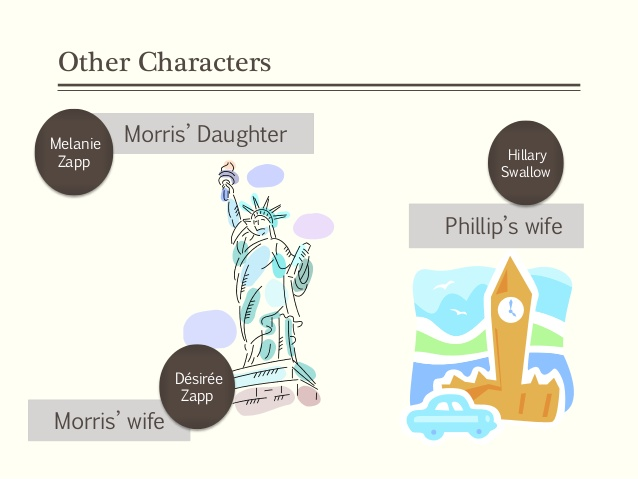 Other Characters
Melanie
Zapp
Morris’ Daughter
Hillary
Swallow
Phillip’s wife
Désirée
Zapp
Morris’ wife